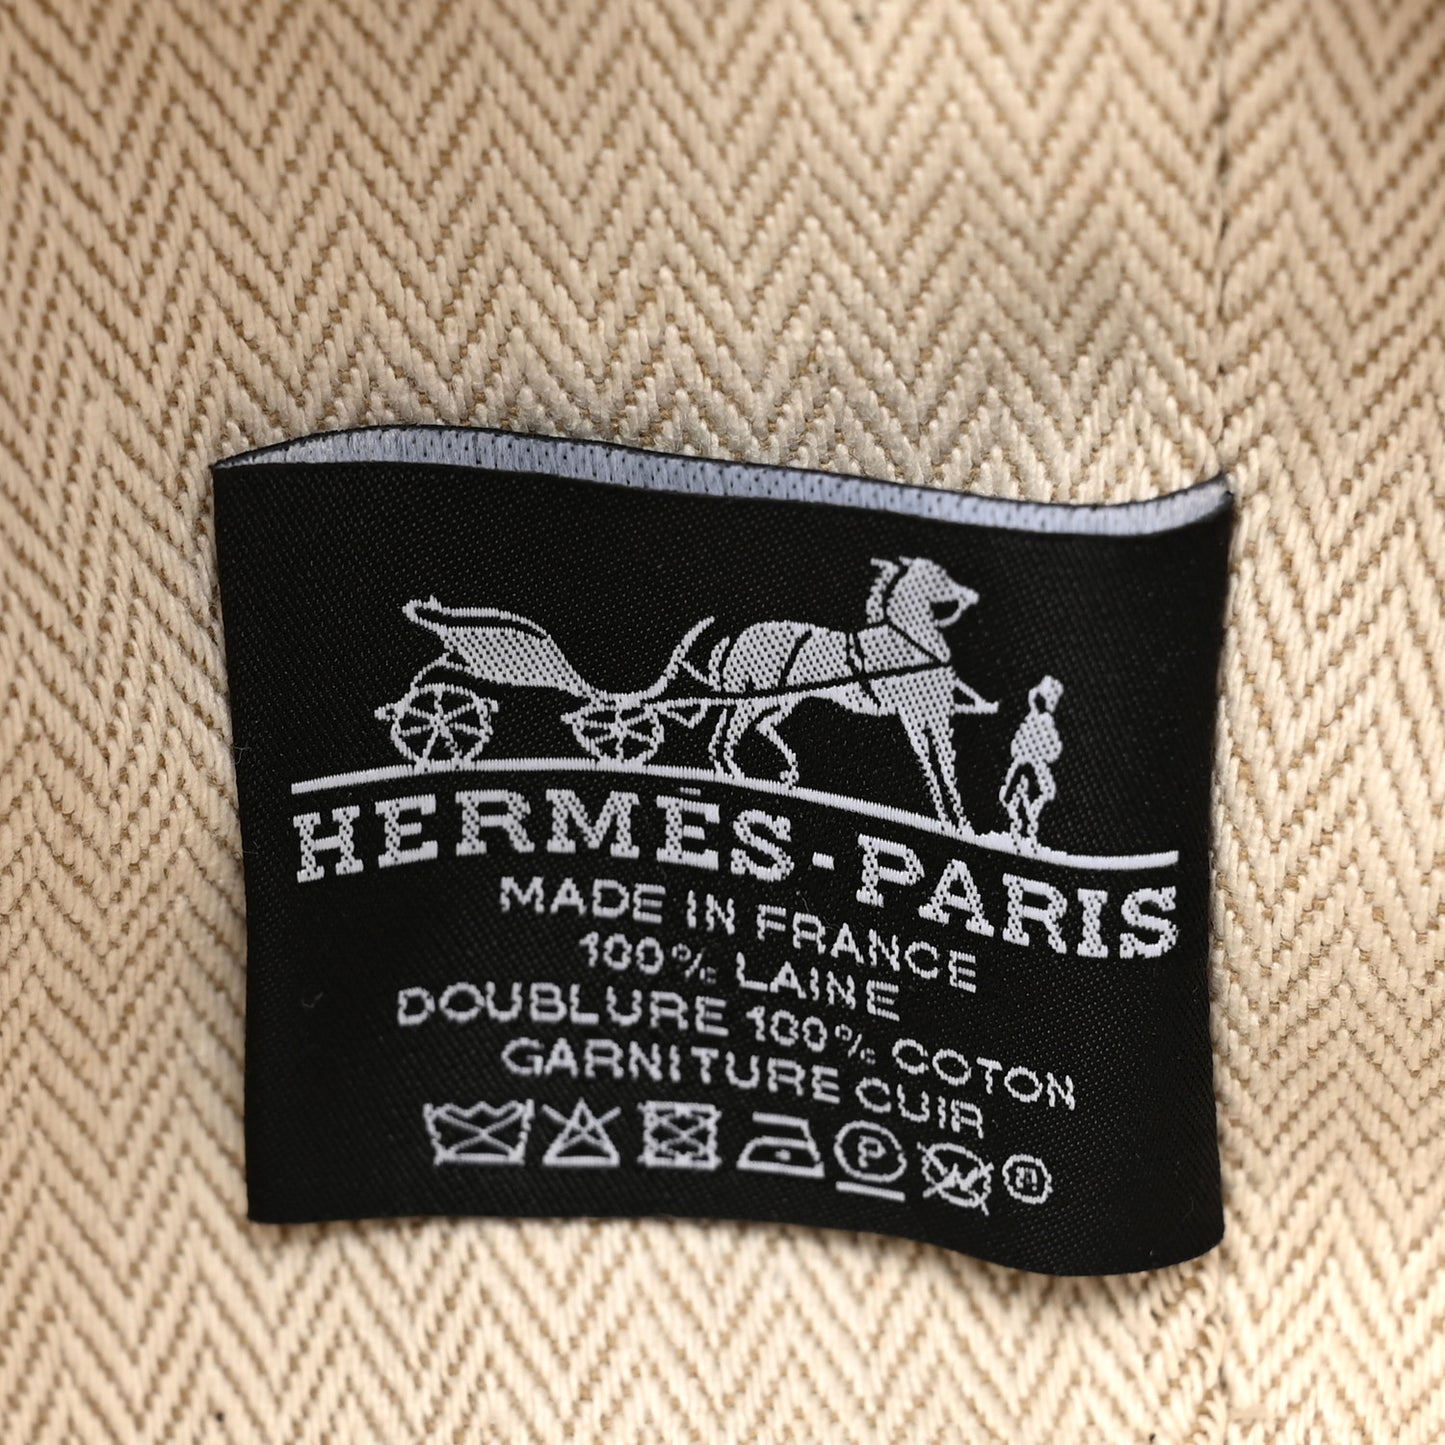 HERMÈS-PARIS
MADE IN FRANCE
100% LAINE
DOUBLURE 100% COTON
GARNITURE CUIR
P W